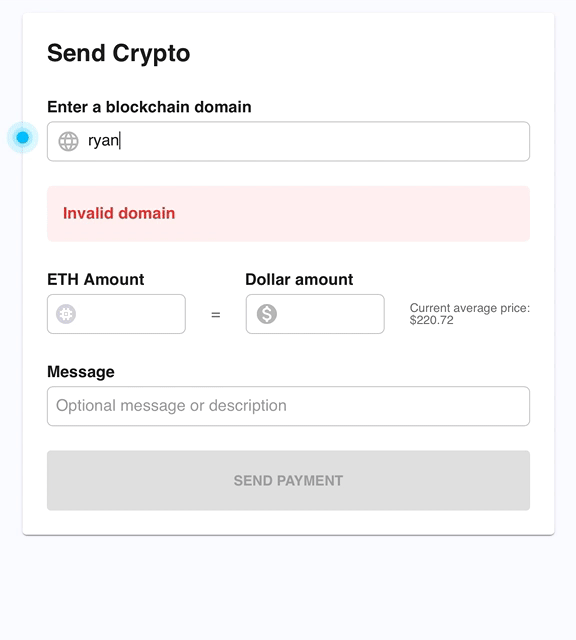 Send Crypto
Enter a blockchain domain
ryan
Invalid domain
ETH Amount
Dollar amount
=
Current average price:
$220.72
Message
Optional message or description
SEND PAYMENT